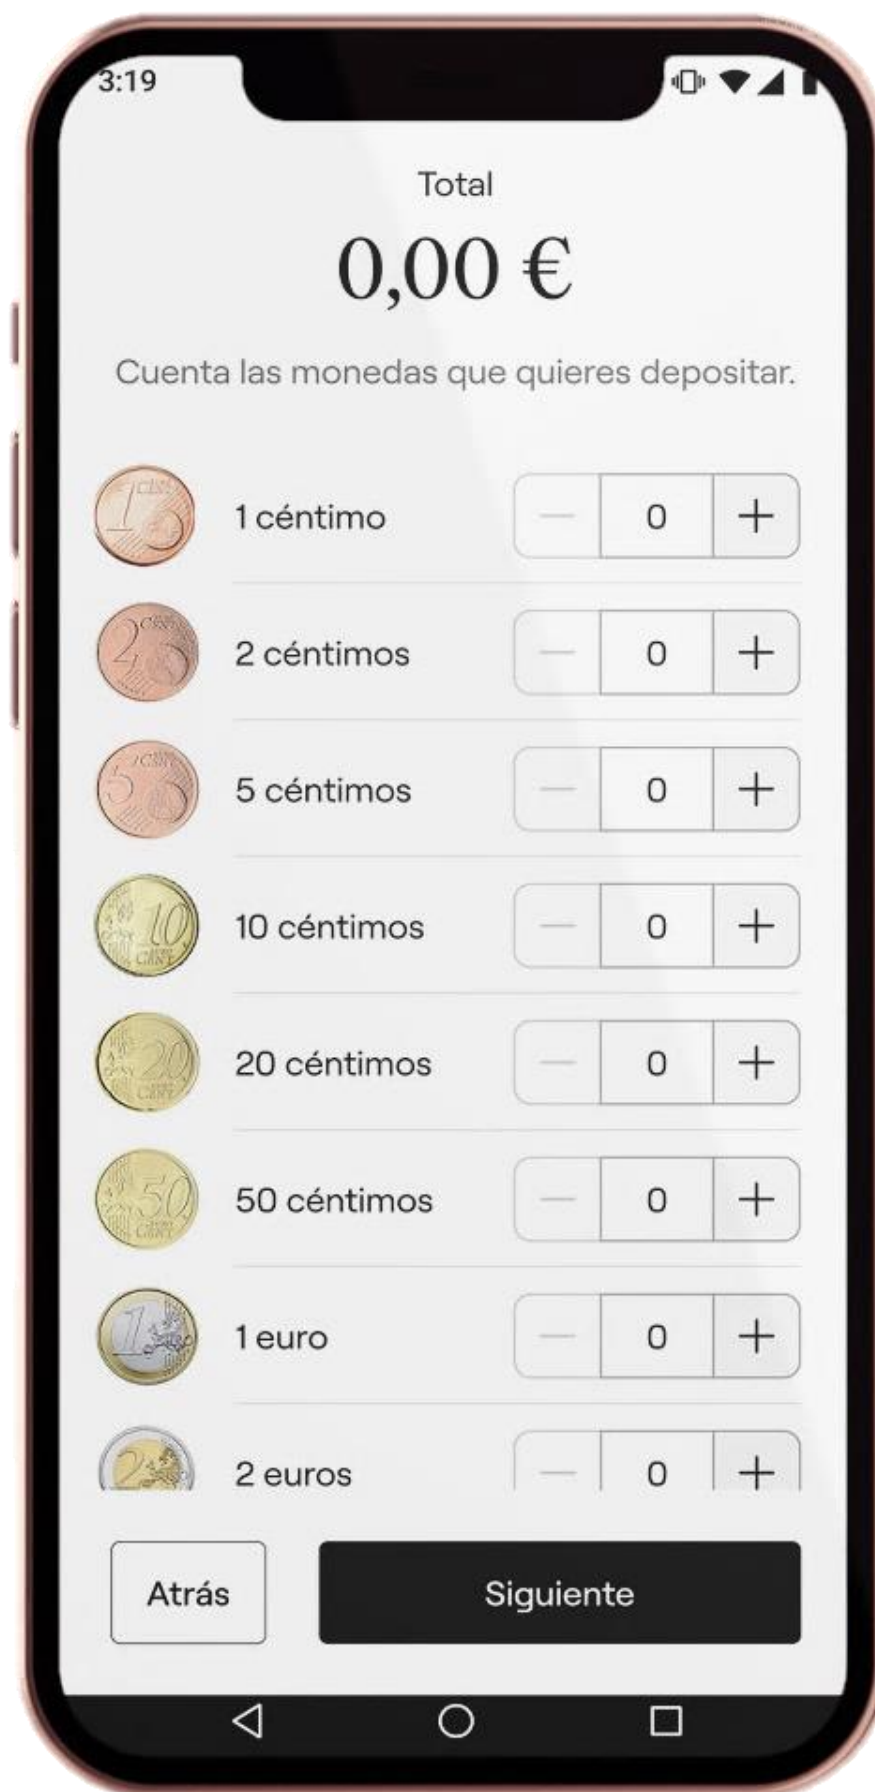 3:19
Total
0,00 €
Cuenta las monedas que quieres depositar.
1 céntimo
0
2 céntimos
0
5 céntimos
0
10 céntimos
0
20 céntimos
0
50 céntimos
0
1 euro
0
2 euros
0
Atrás
Siguiente